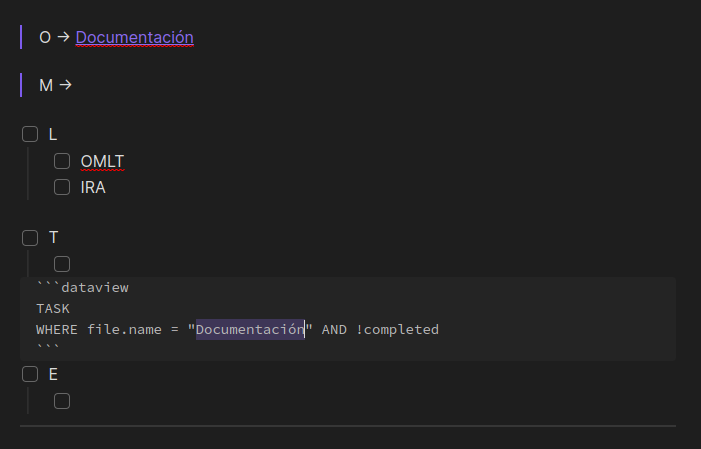 O → Documentación
M →
L
OMLT
IRA
T
```dataview
TASK
WHERE file.name = "Documentación" AND !completed
```
E